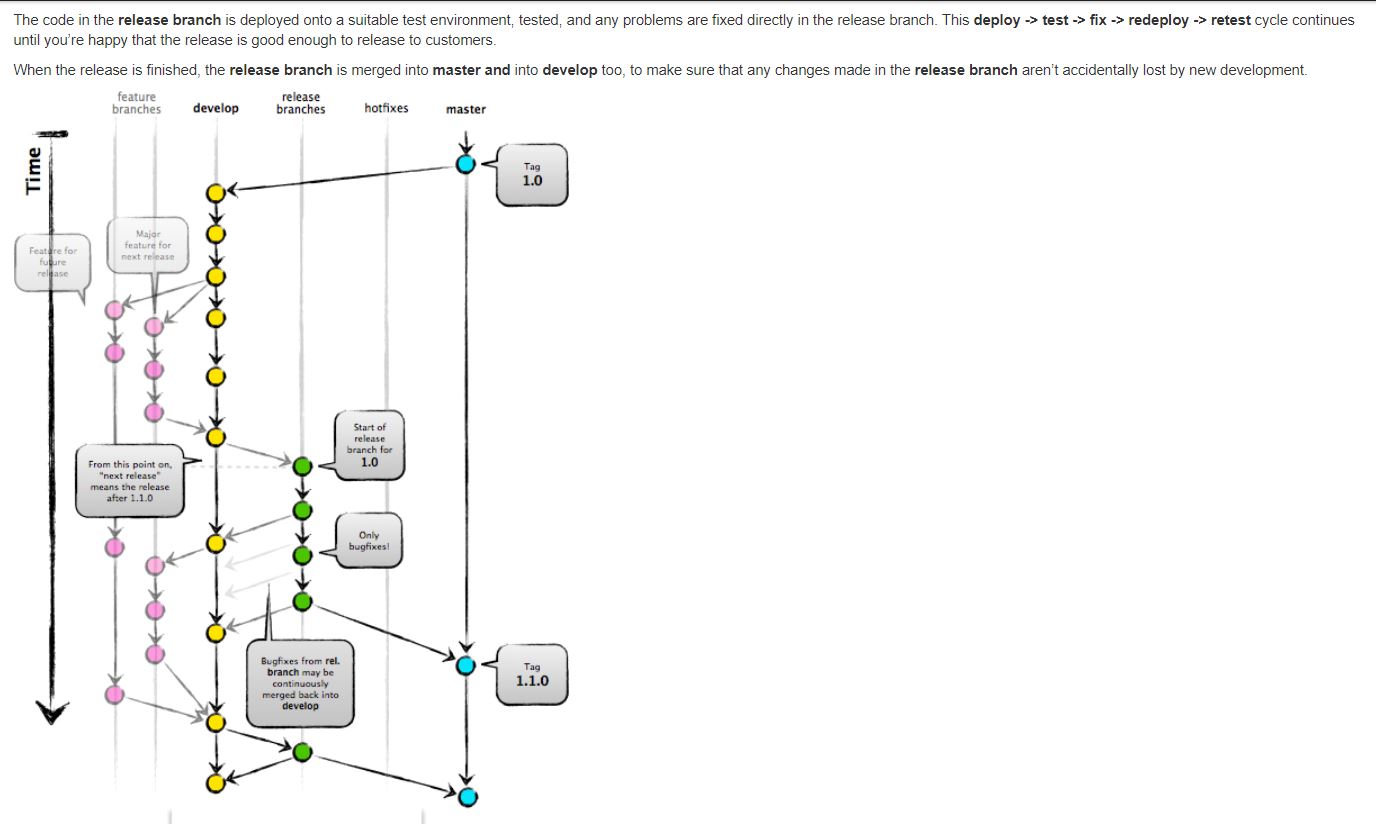 The code in the release branch is deployed onto a suitable test environment, tested, and any problems are fixed directly in the release branch. This deploy -> test -> fix -> redeploy -> retest cycle continues
until you're happy that the release is good enough to release to customers.
When the release is finished, the release branch is merged into master and into develop too, to make sure that any changes made in the release branch aren't accidentally lost by new development.
feature
branches
develop
release
branches
hotfixes
master
Time
Tag
1.0
Major
feature for
next release
Feature for
future
release
Start of
release
branch for
1.0
From this point on,
"next release"
means the release
after 1.1.0
Only
bugfixes!
Bugfixes from rel.
branch may be
continuously
merged back into
develop
Tag
1.1.0